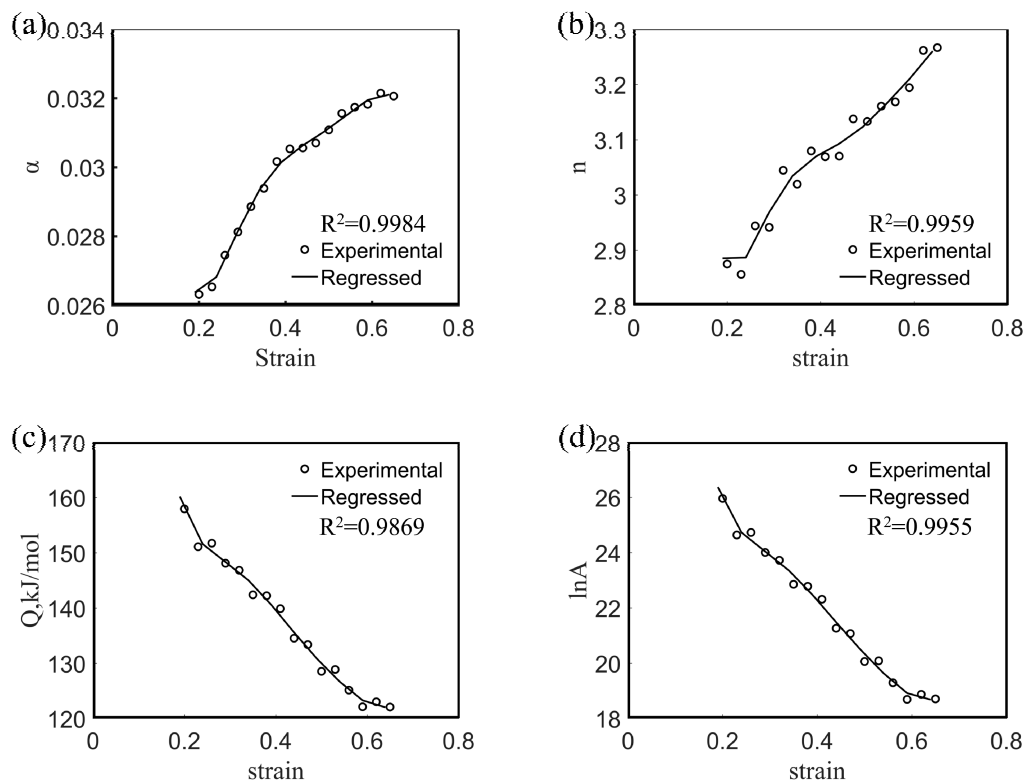 (a)
0.034
0.032
0.03
0.028
0.026
α
R²=0.9984
Experimental
Regressed
0
0.2
0.4
0.6
0.8
Strain
(b)
3.3
3.2
3.1
3
2.9
2.8
n
R²=0.9959
Experimental
Regressed
0
0.2
0.4
0.6
0.8
strain
(c)
170
160
150
140
130
120
Q,kJ/mol
Experimental
Regressed
R²=0.9869
0
0.2
0.4
0.6
0.8
strain
(d)
28
26
24
22
20
18
lnA
Experimental
Regressed
R²=0.9955
0
0.2
0.4
0.6
0.8
strain